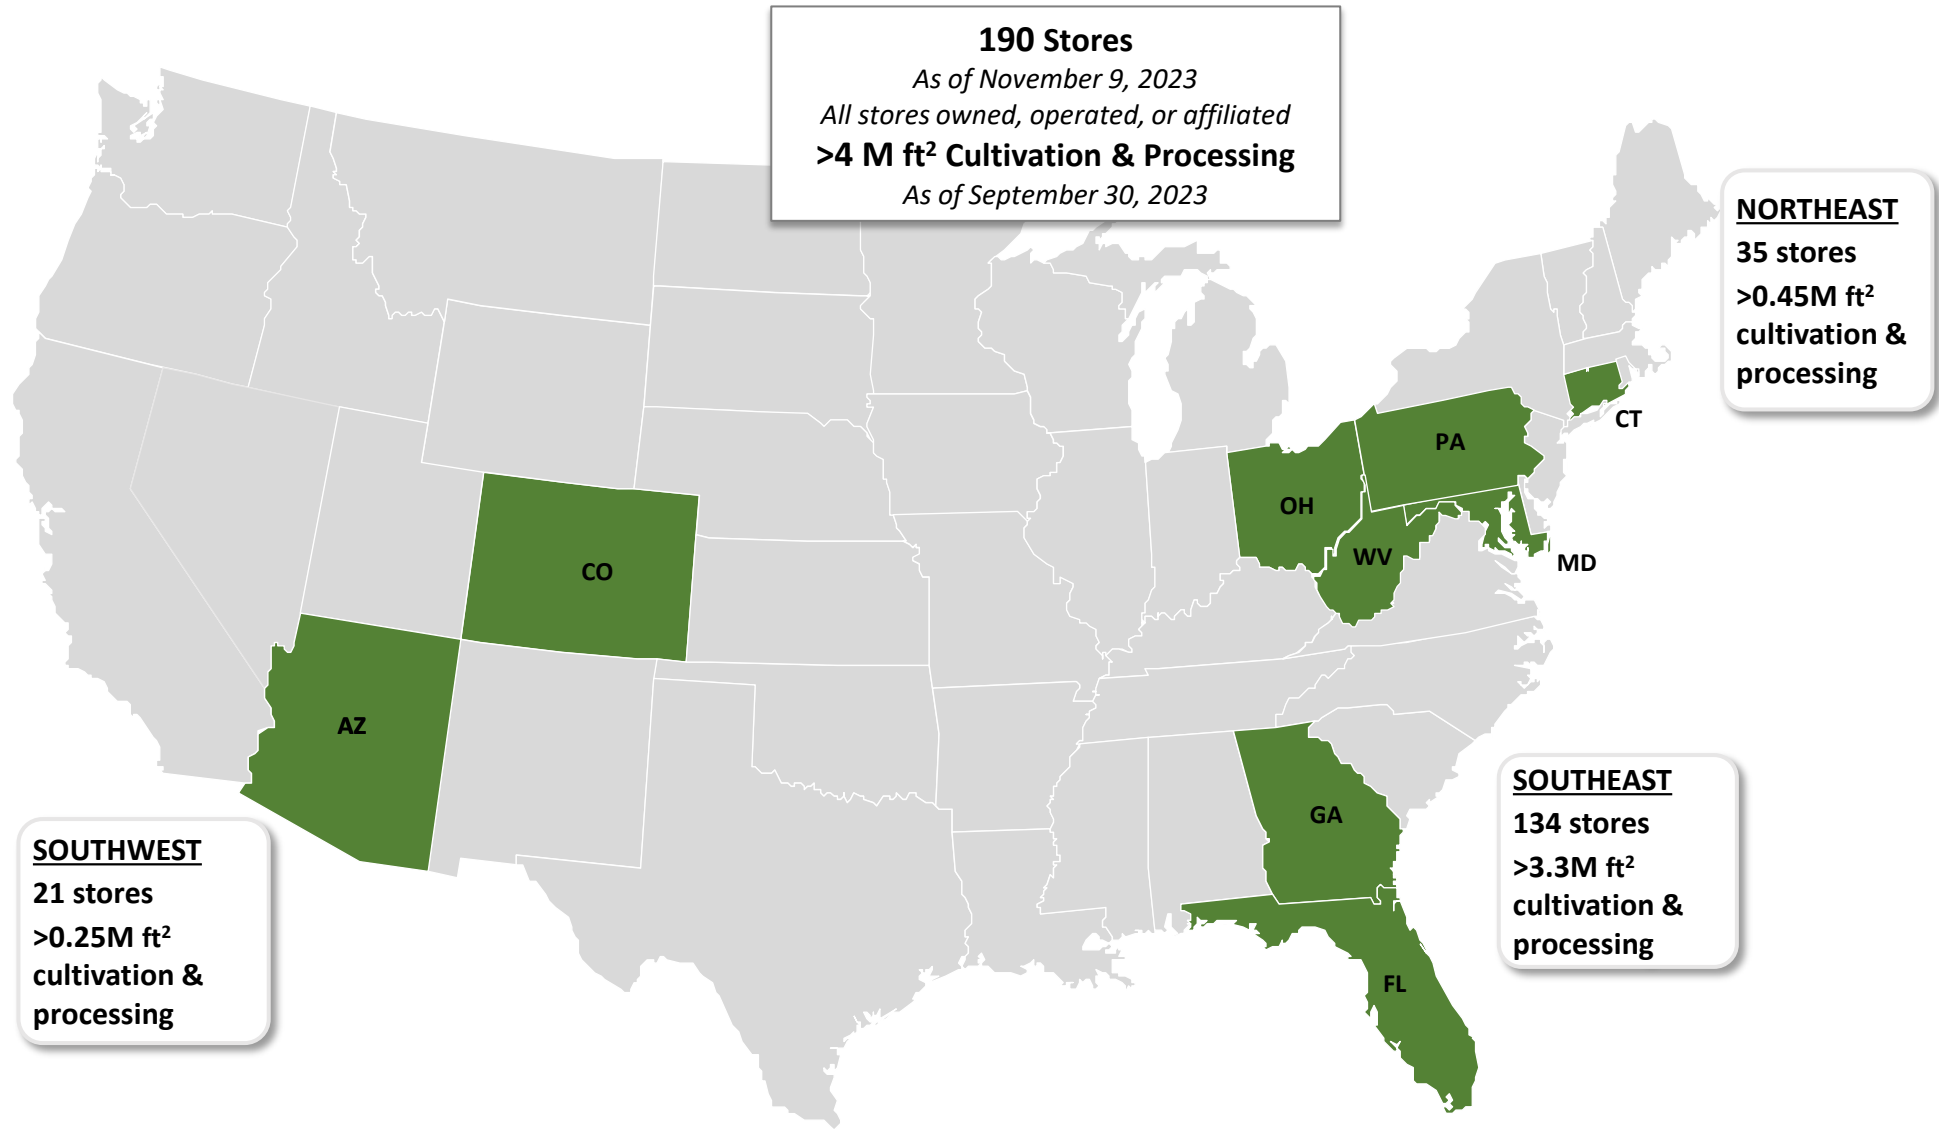 190 Stores
As of November 9, 2023
All stores owned, operated, or affiliated
>4 M ft² Cultivation & Processing
As of September 30, 2023
NORTHEAST
35 stores
>0.45M ft²
cultivation &
processing
CT
PA
OH
WV
MD
CO
AZ
GA
FL
SOUTHEAST
134 stores
>3.3M ft²
cultivation &
processing
SOUTHWEST
21 stores
>0.25M ft²
cultivation &
processing